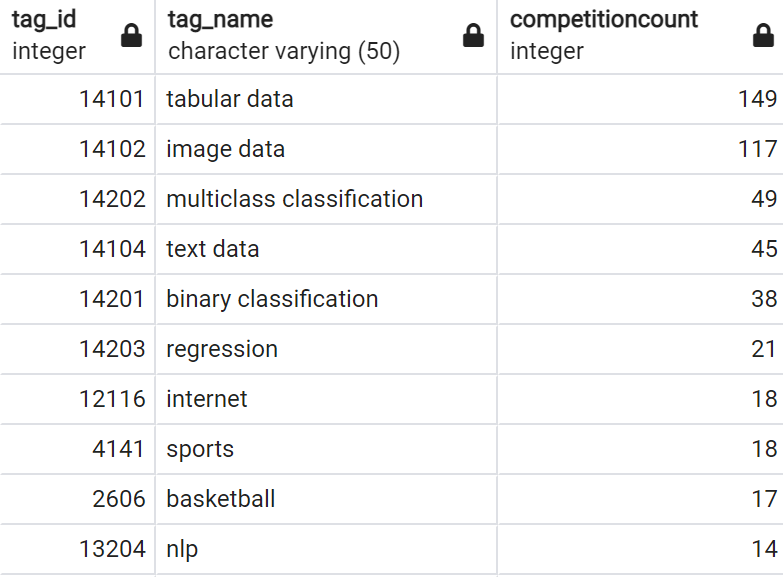 tag_id tag_name competitioncount
integer character varying (50) integer
14101 tabular data 149
14102 image data 117
14202 multiclass classification 49
14104 text data 45
14201 binary classification 38
14203 regression 21
12116 internet 18
4141 sports 18
2606 basketball 17
13204 nlp 14